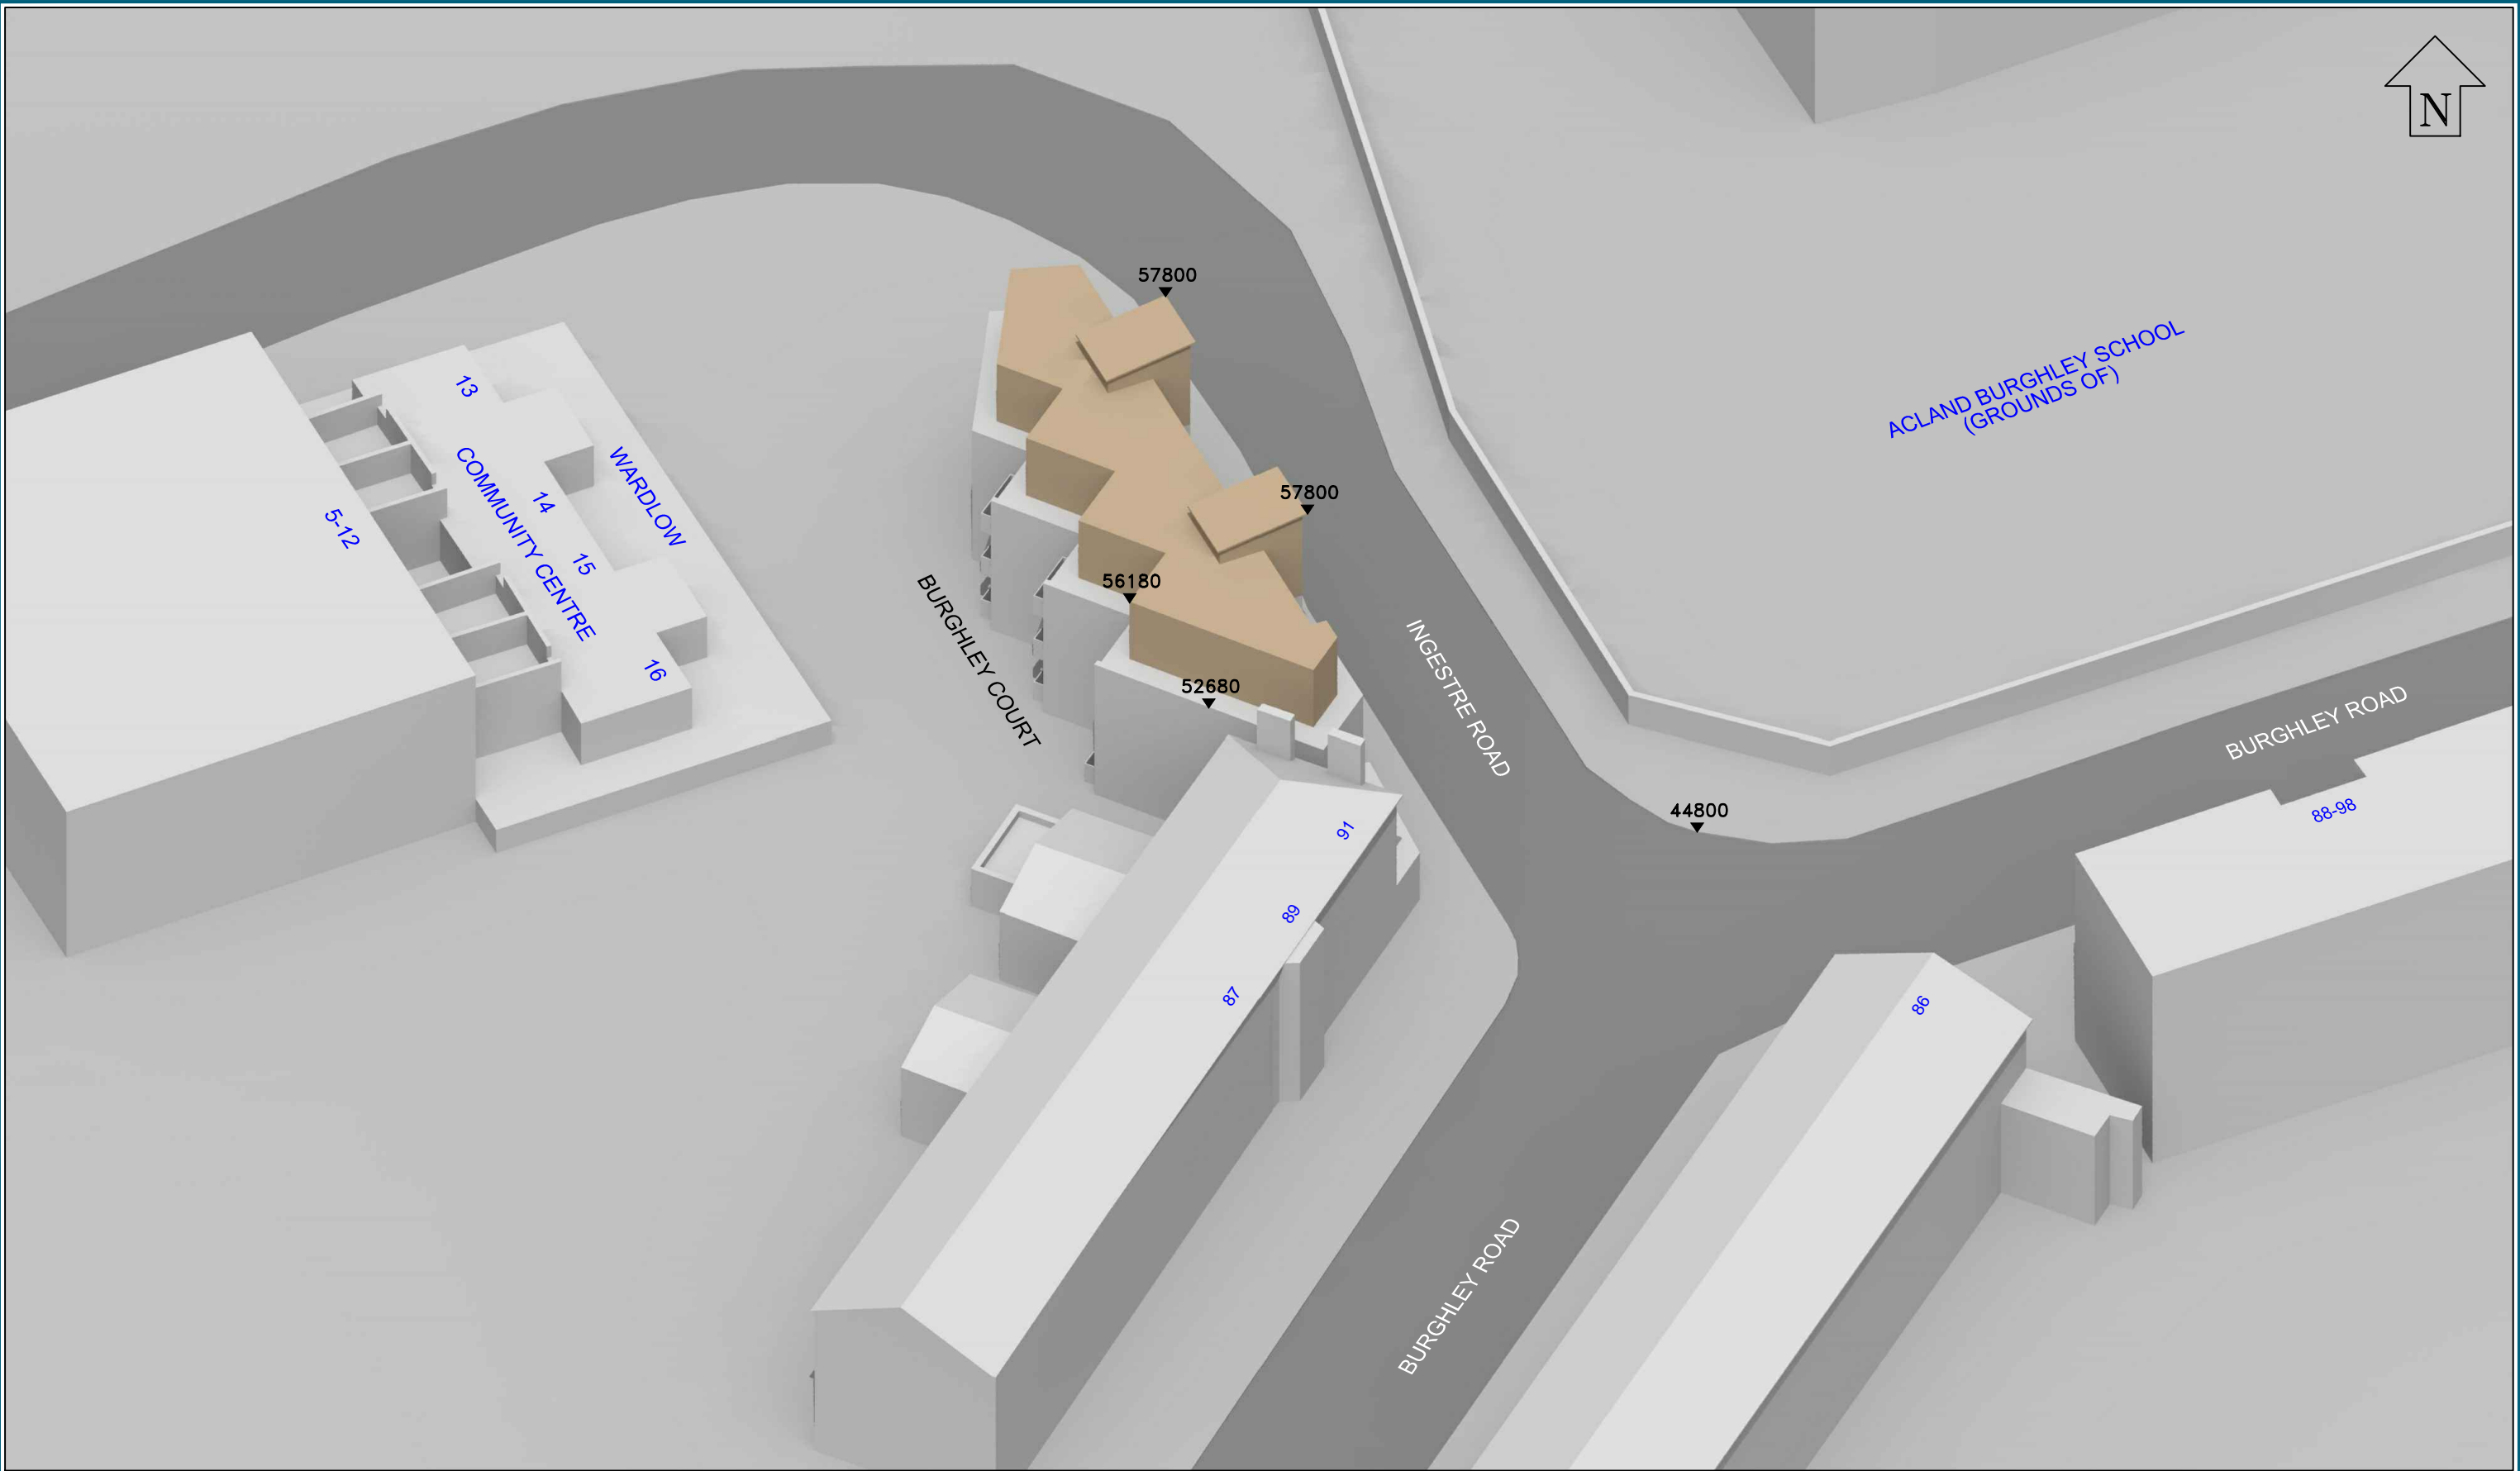 N
57800
ACLAND BURGHLEY SCHOOL
(GROUNDS OF)
13
WARDLOW
COMMUNITY CENTRE
14
57800
5-12
15
56180
BURGHLEY COURT
INGESTRE ROAD
16
52680
BURGHLEY ROAD
88-98
44800
91
89
87
86
BURGHLEY ROAD